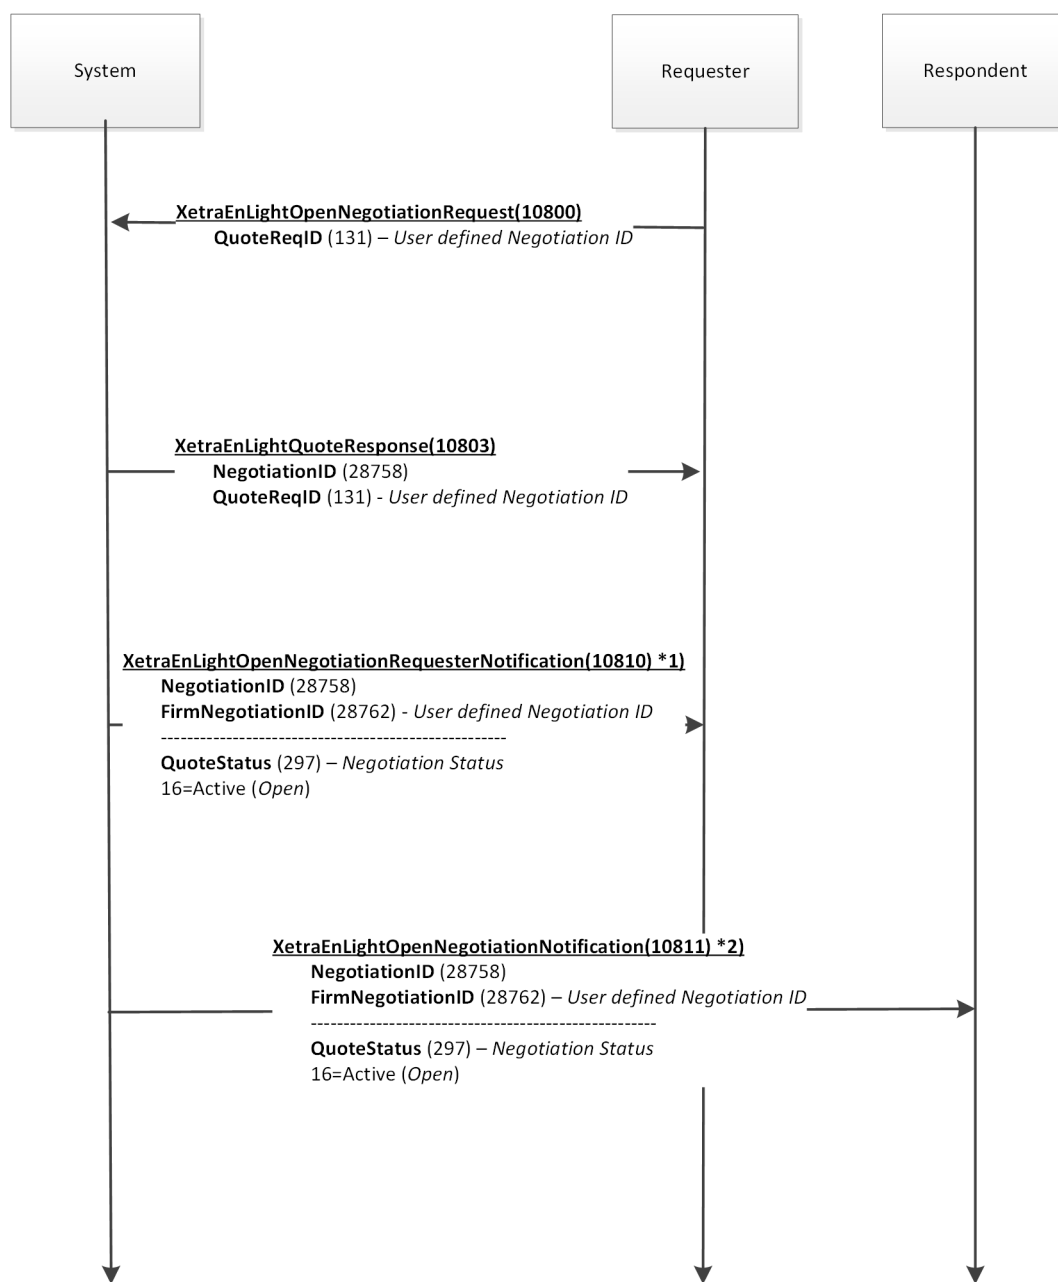 System
Requester
Respondent
XetraEnLightOpenNegotiationRequest(10800)
QuoteReqID (131) – User defined Negotiation ID
XetraEnLightQuoteResponse(10803)
NegotiationID (28758)
QuoteReqID (131) - User defined Negotiation ID
XetraEnLightOpenNegotiationRequesterNotification(10810) *1)
NegotiationID (28758)
FirmNegotiationID (28762) - User defined Negotiation ID
-----------------------------------------------------
QuoteStatus (297) – Negotiation Status
16=Active (Open)
XetraEnLightOpenNegotiationNotification(10811) *2)
NegotiationID (28758)
FirmNegotiationID (28762) – User defined Negotiation ID
-----------------------------------------------------
QuoteStatus (297) – Negotiation Status
16=Active (Open)